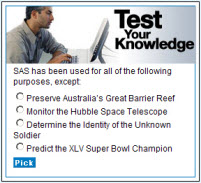 Test
Your
Knowledge
SAS has been used for all of the following
purposes, except:
Preserve Australia's Great Barrier Reef
Monitor the Hubble Space Telescope
Determine the Identity of the Unknown
Soldier
Predict the XLV Super Bowl Champion
Pick